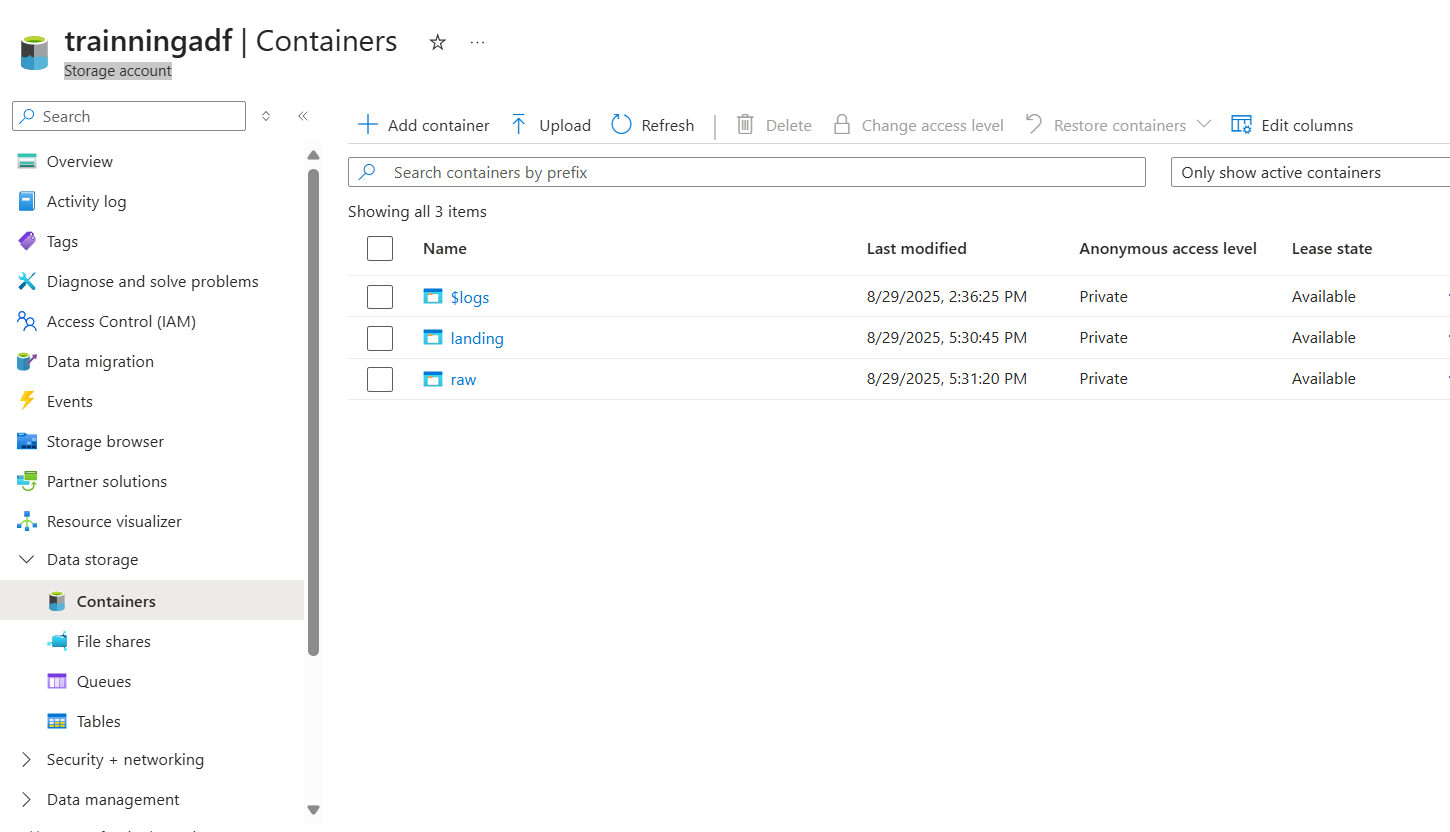 trainningadf | Containers
Storage account
Search
Overview
Activity log
Tags
Diagnose and solve problems
Access Control (IAM)
Data migration
Events
Storage browser
Partner solutions
Resource visualizer
Data storage
Containers
File shares
Queues
Tables
Security + networking
Data management
Add container Upload Refresh Delete Change access level Restore containers Edit columns
Search containers by prefix Only show active containers
Showing all 3 items
Name Last modified Anonymous access level Lease state
$logs 8/29/2025, 2:36:25 PM Private Available
landing 8/29/2025, 5:30:45 PM Private Available
raw 8/29/2025, 5:31:20 PM Private Available